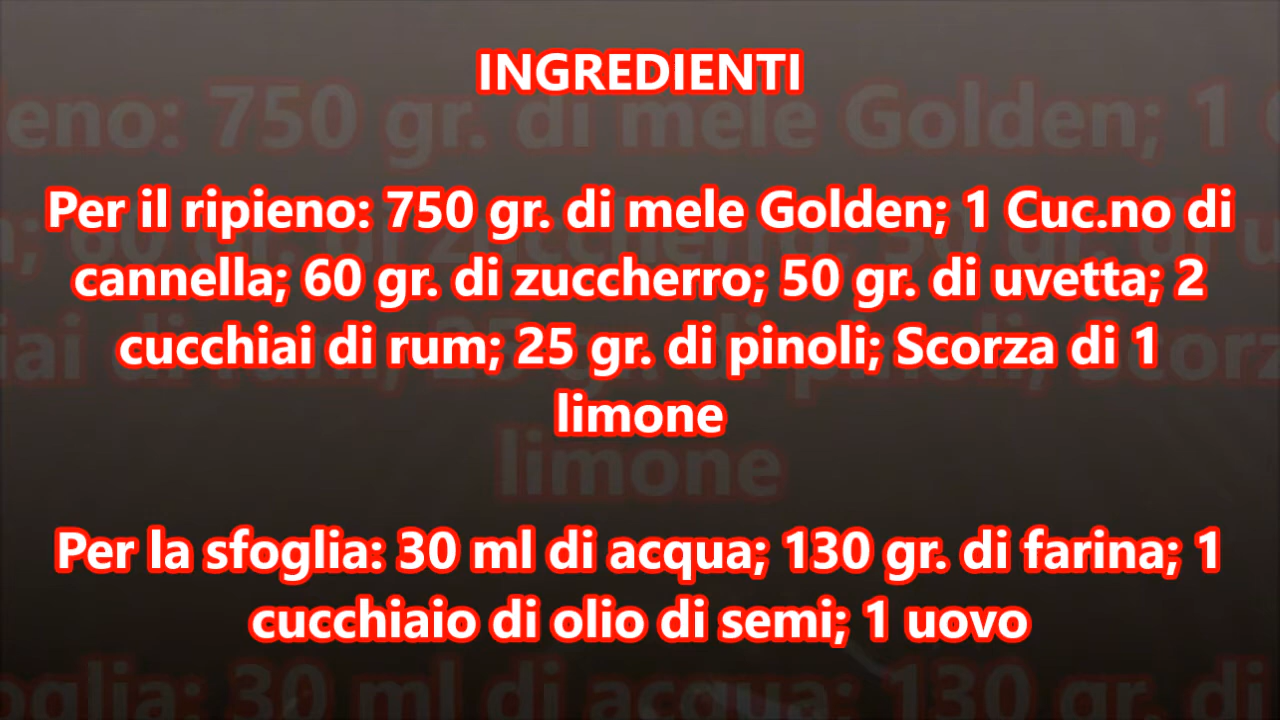 INGREDIENTI
Per il ripieno: 750 gr. di mele Golden; 1 Cuc.no di
cannella; 60 gr. di zuccherro; 50 gr. di uvetta; 2
cucchiai di rum; 25 gr. di pinoli; Scorza di 1
limone
Per la sfoglia: 30 ml di acqua; 130 gr. di farina; 1
cucchiaio di olio di semi; 1 uovo